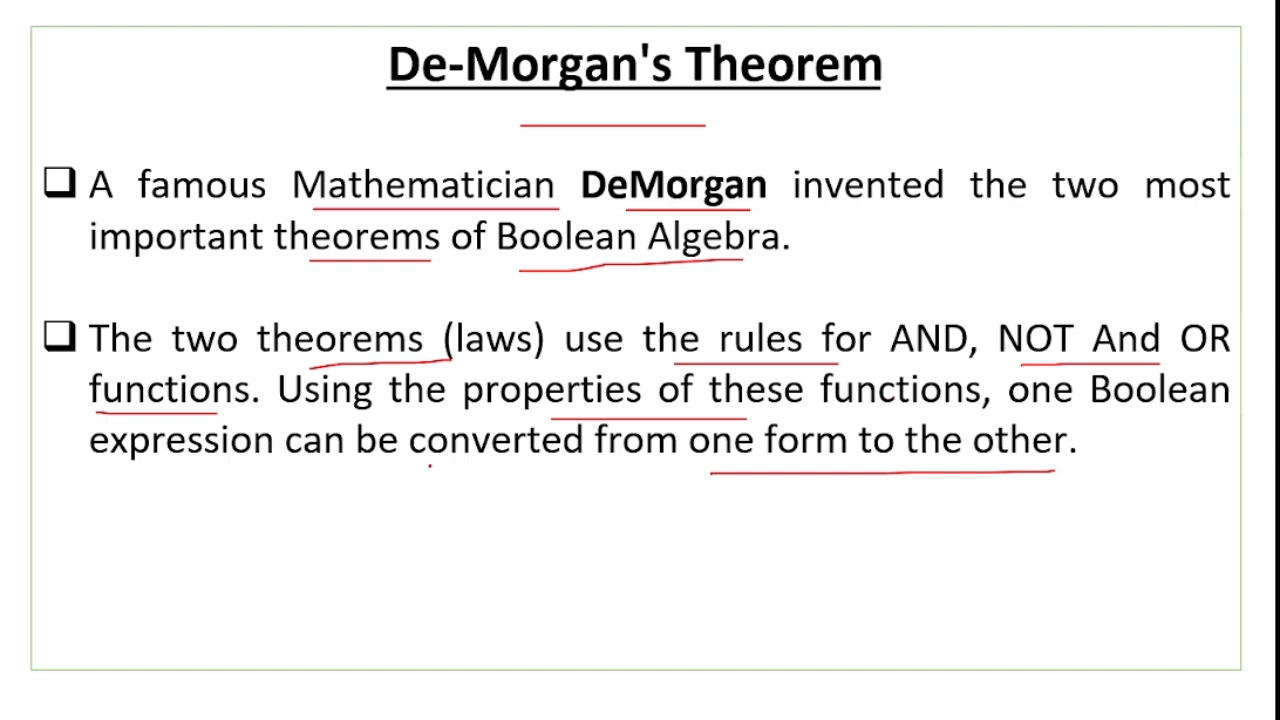 De-Morgan's Theorem
A famous Mathematician DeMorgan invented the two most
important theorems of Boolean Algebra.
The two theorems (laws) use the rules for AND, NOT And OR
functions. Using the properties of these functions, one Boolean
expression can be converted from one form to the other.